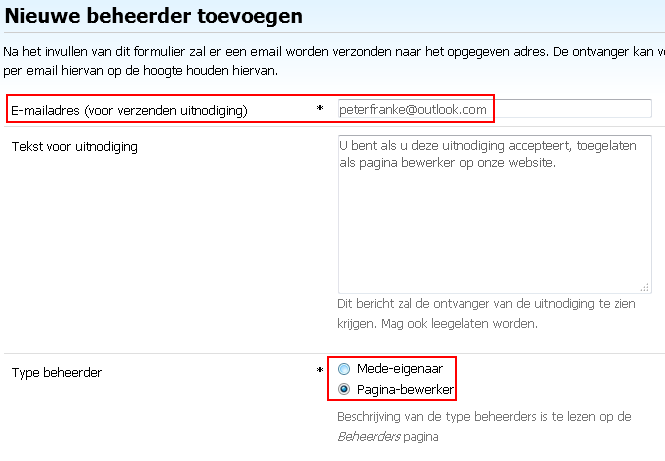 Nieuwe beheerder toevoegen
Na het invullen van dit formulier zal er een email worden verzonden naar het opgegeven adres. De ontvanger kan
per email hiervan op de hoogte houden hiervan.
E-mailadres (voor verzenden uitnodiging) * peterfranke@outlook.com
Tekst voor uitnodiging
U bent als u deze uitnodiging accepteert, toegelaten
als pagina bewerker op onze website.
Dit bericht zal de ontvanger van de uitnodiging te zien
krijgen. Mag ook leegelaten worden.
Type beheerder * Mede-eigenaar
Pagina-bewerker
Beschrijving van de type beheerders is te lezen op de
Beheerders pagina